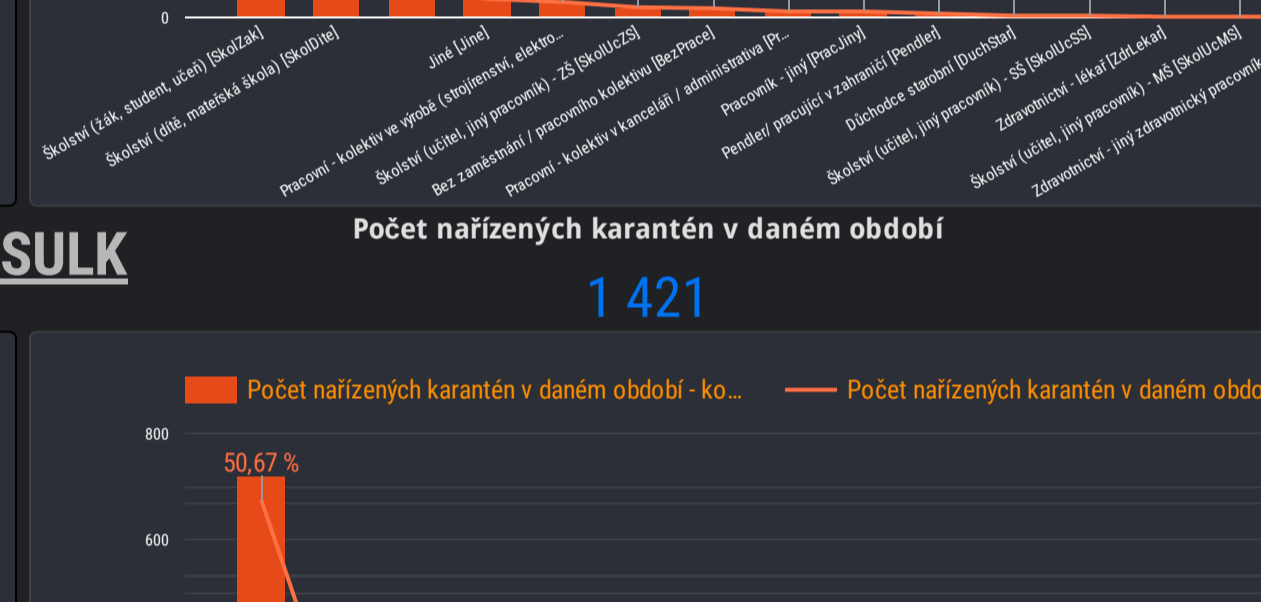 0
Školství (žák, student, učeň) [SkolZak]
Školství (dítě, mateřská škola) [SkolDite]
Jiné [Jine]
Pracovní - kolektiv ve výrobě (strojírenství, elektro...
Školství (učitel, jiný pracovník) - ZŠ [SkolUcZS]
Bez zaměstnání / pracovního kolektivu [BezPrace]
Pracovní - kolektiv v kanceláři / administrativa [Pr...
Pracovník - jiný [PracJiny]
Pendler/ pracující v zahraničí [Pendler]
Důchodce starobní [DuchStar]
Školství (učitel, jiný pracovník) - SŠ [SkolUcSS]
Zdravotnictví - lékař [ZdrLekar]
Školství (učitel, jiný pracovník) - MŠ [SkolUcMS]
Zdravotnictví - jiný zdravotnický pracovník
SULK
Počet nařízených karantén v daném období
1 421
Počet nařízených karantén v daném období - ko...
Počet nařízených karantén v daném obdo
800
50,67 %
600